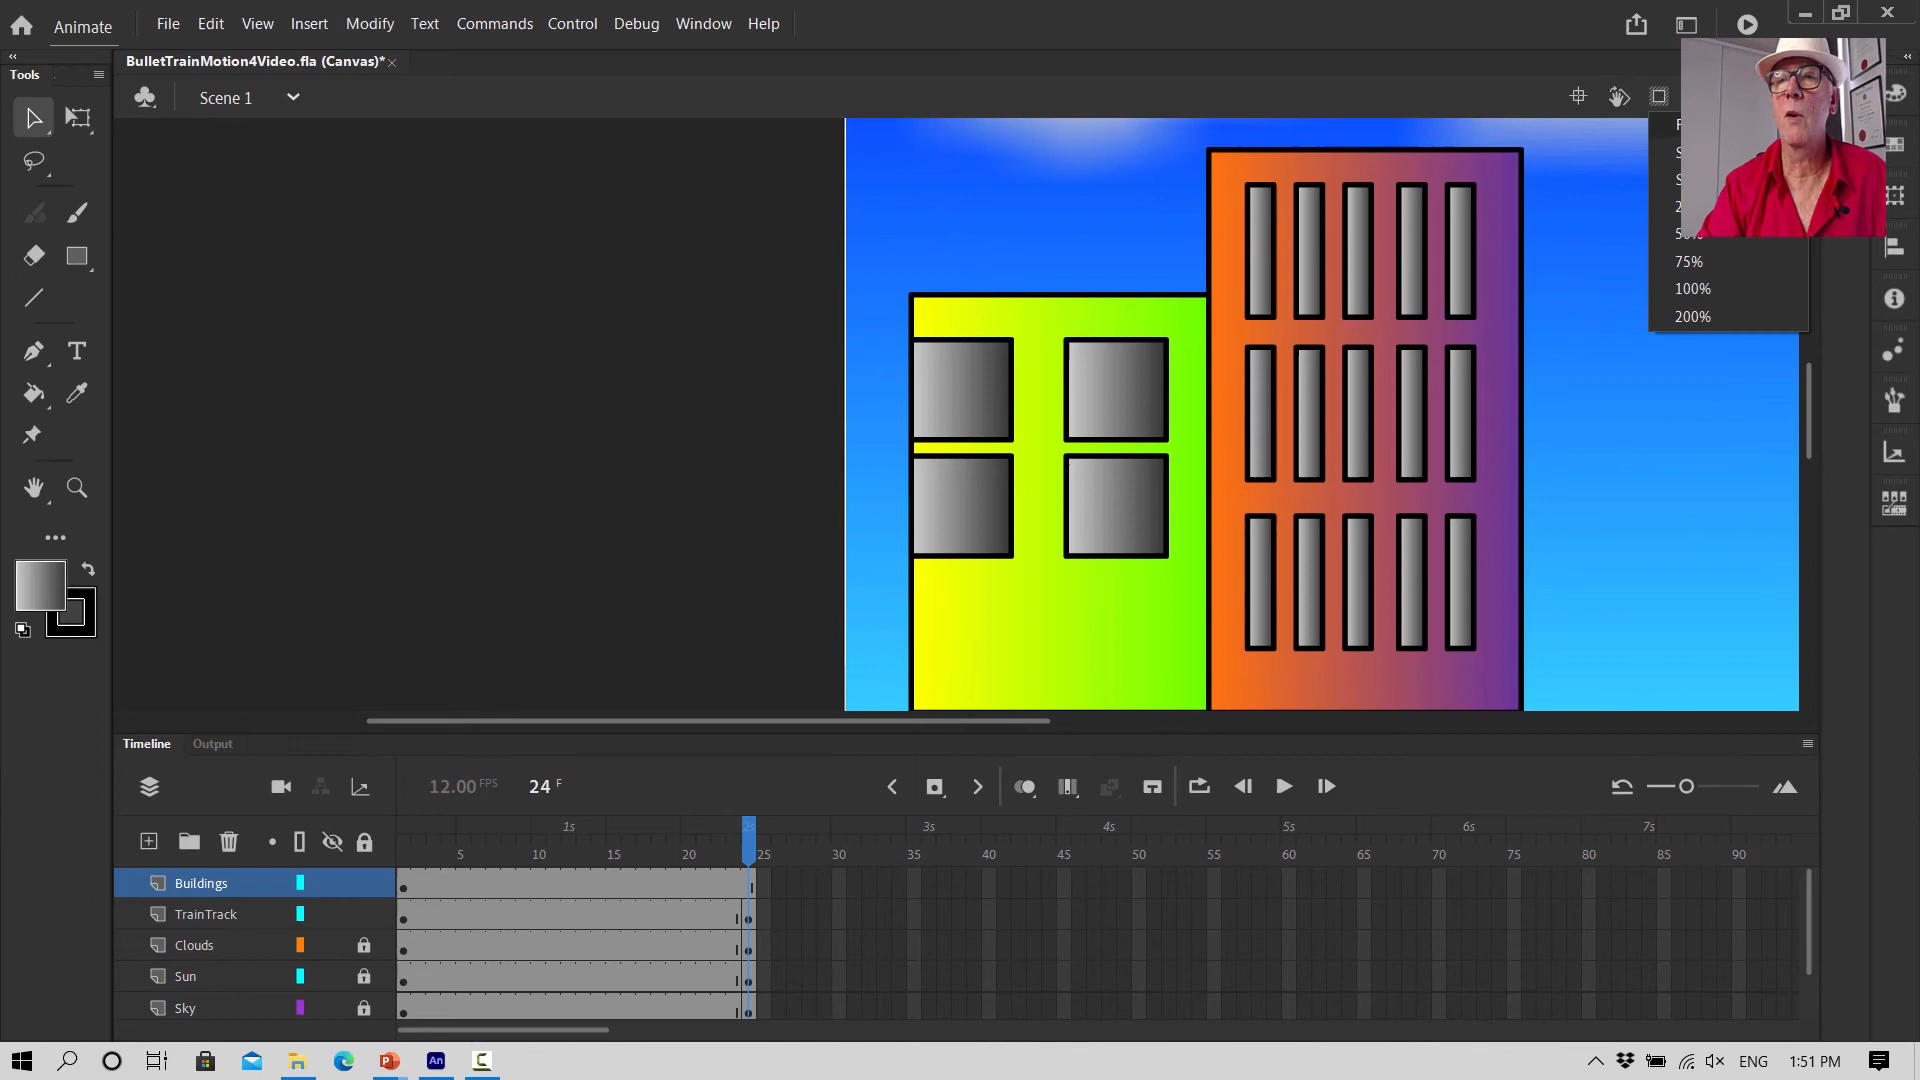 Animate
File Edit View Insert Modify Text Commands Control Debug Window Help
Tools
BulletTrainMotion4Video.fla (Canvas)*
Scene 1
75%
100%
200%
Timeline Output
12.00 FPS 24 F
1s 2s 3s 4s 5s 6s 7s
5 10 15 20 25 30 35 40 45 50 55 60 65 70 75 80 85 90
Buildings
TrainTrack
Clouds
Sun
Sky
An
ENG 1:51 PM